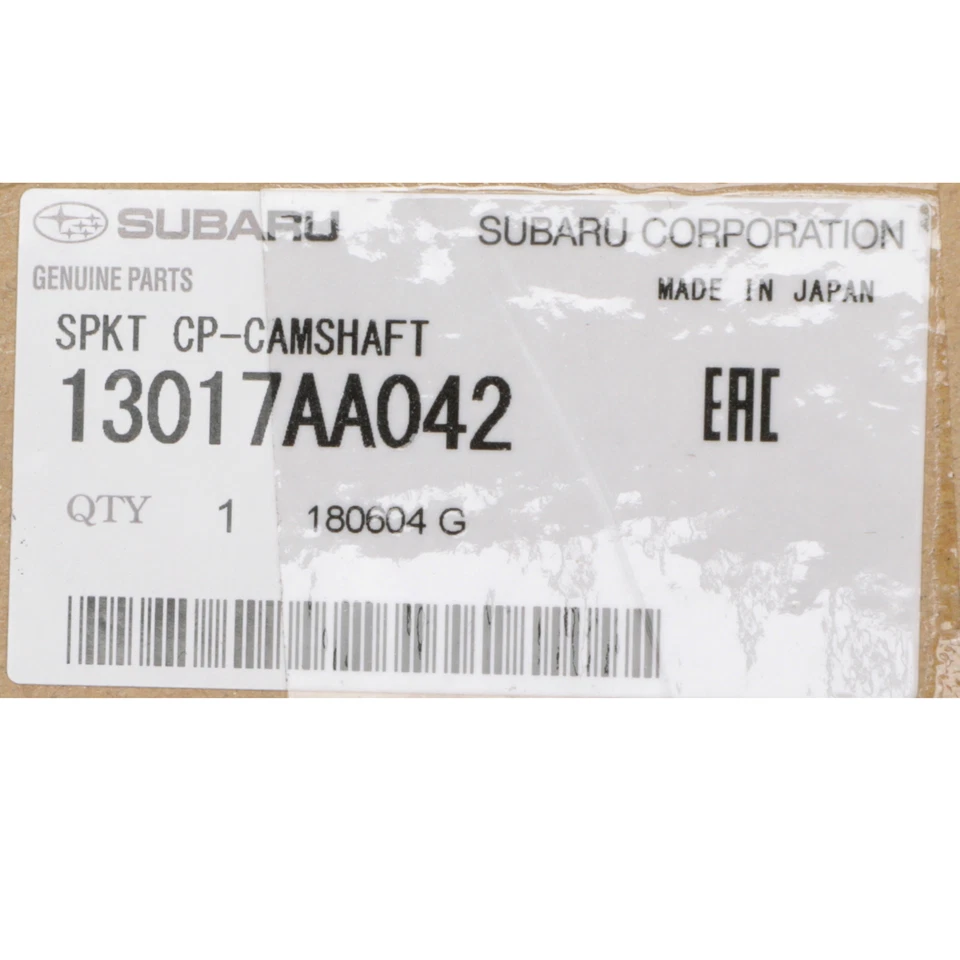 SUBARU SUBARU CORPORATION
GENUINE PARTS MADE IN JAPAN
SPKT CP-CAMSHAFT
13017AA042 EAC
QTY 1 180604 G